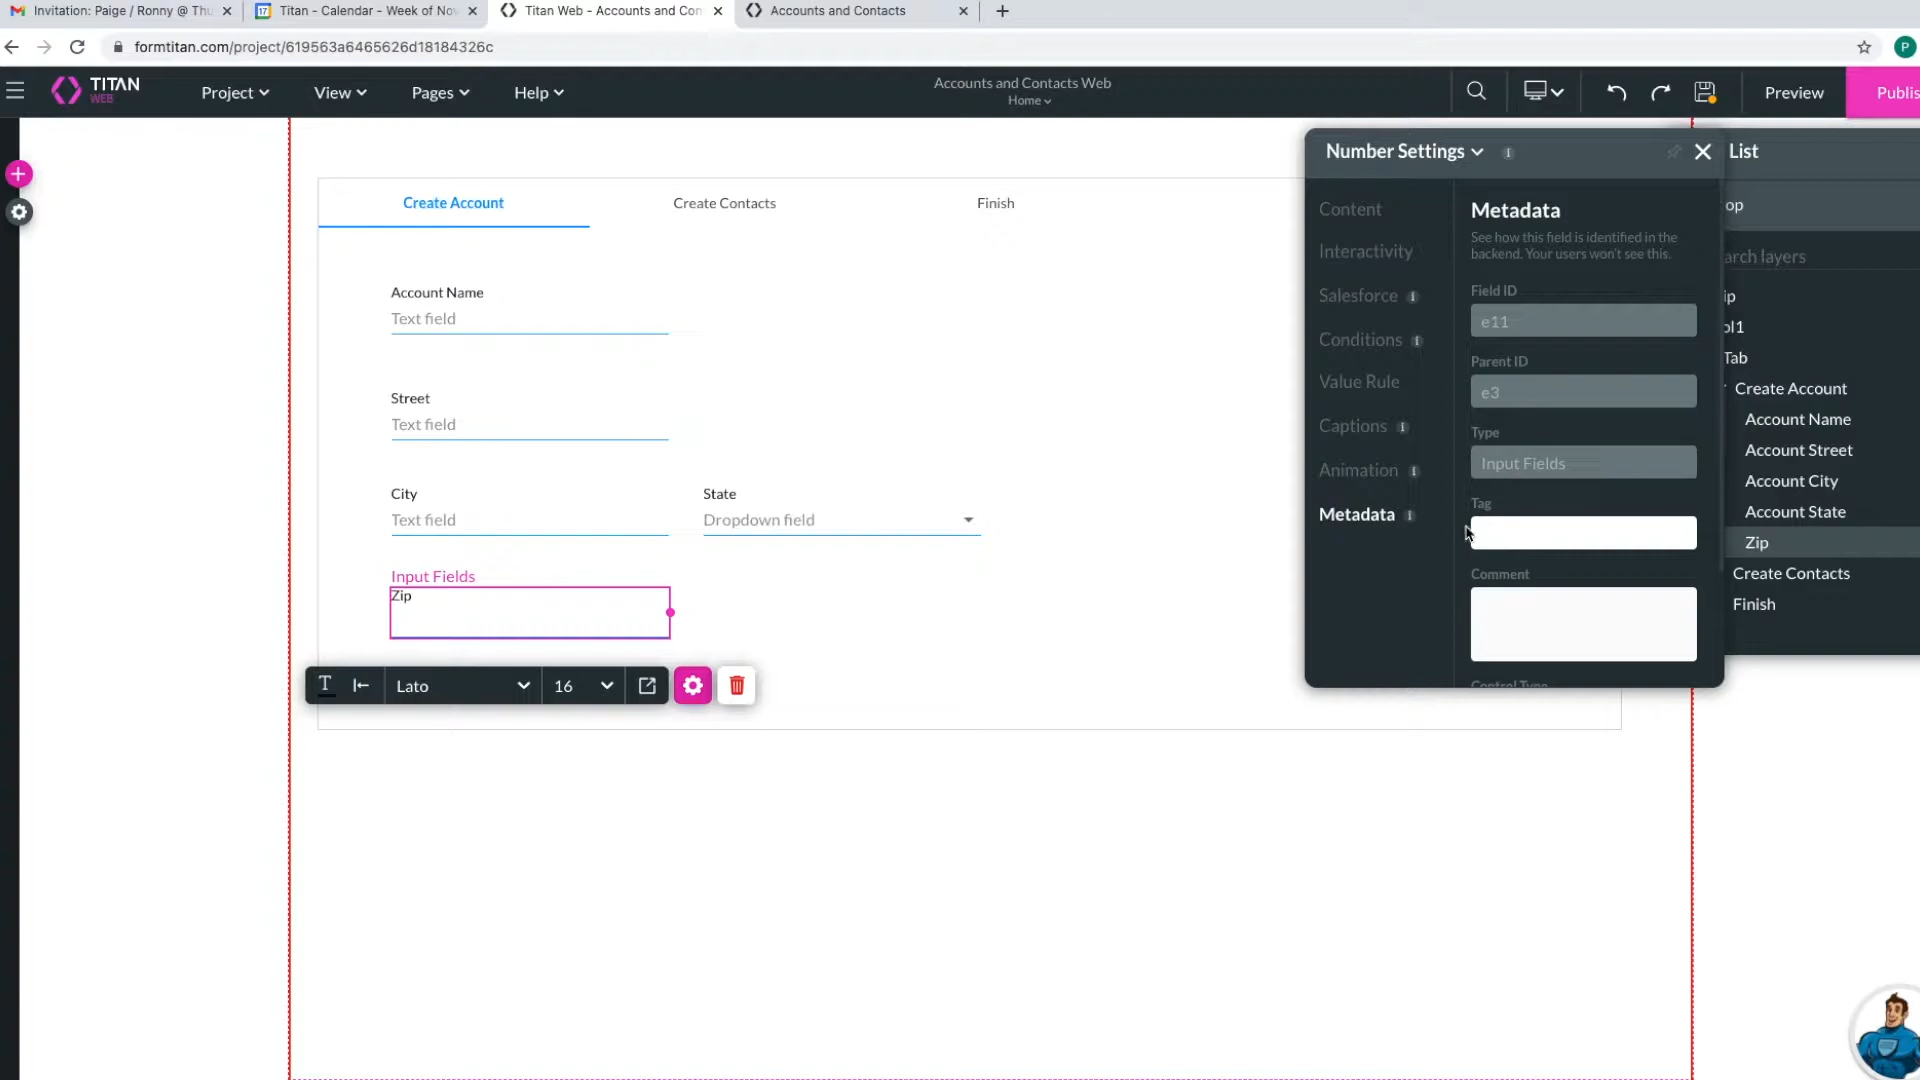 Invitation: Paige / Ronny @ Thu
Titan - Calendar - Week of Nov
Titan Web - Accounts and Con
Accounts and Contacts
formtitan.com/project/619563a6465626d18184326c
P
TITAN
WEB
Project
View
Pages
Help
Accounts and Contacts Web
Home
Preview
Publis
Number Settings
List
Create Account
Create Contacts
Finish
Content
Interactivity
Salesforce
Conditions
Value Rule
Captions
Animation
Metadata
Metadata
See how this field is identified in the
backend. Your users won't see this.
Field ID
e11
Parent ID
e3
Type
Input Fields
Tag
Comment
Control Type
op
arch layers
ip
ol1
Tab
Create Account
Account Name
Account Street
Account City
Account State
Zip
Create Contacts
Finish
Account Name
Text field
Street
Text field
City
State
Text field
Dropdown field
Input Fields
Zip
Lato
16